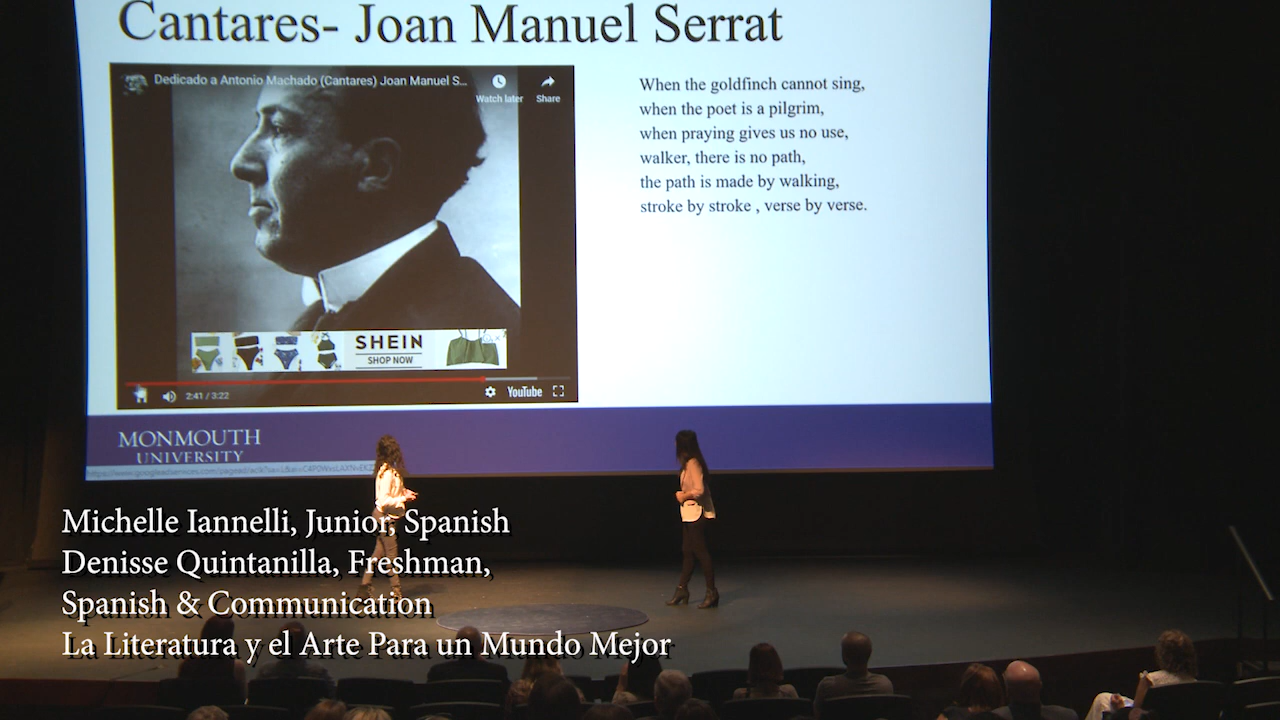 Cantares- Joan Manuel Serrat
Dedicado a Antonio Machado (Cantares) Joan Manuel S...
Watch later
Share
When the goldfinch cannot sing,
when the poet is a pilgrim,
when praying gives us no use,
walker, there is no path,
the path is made by walking,
stroke by stroke , verse by verse.
SHEIN
SHOP NOW
2:41 / 3:22
YouTube
MONMOUTH
UNIVERSITY
Michelle Iannelli, Junior, Spanish
Denisse Quintanilla, Freshman,
Spanish & Communication
La Literatura y el Arte Para un Mundo Mejor